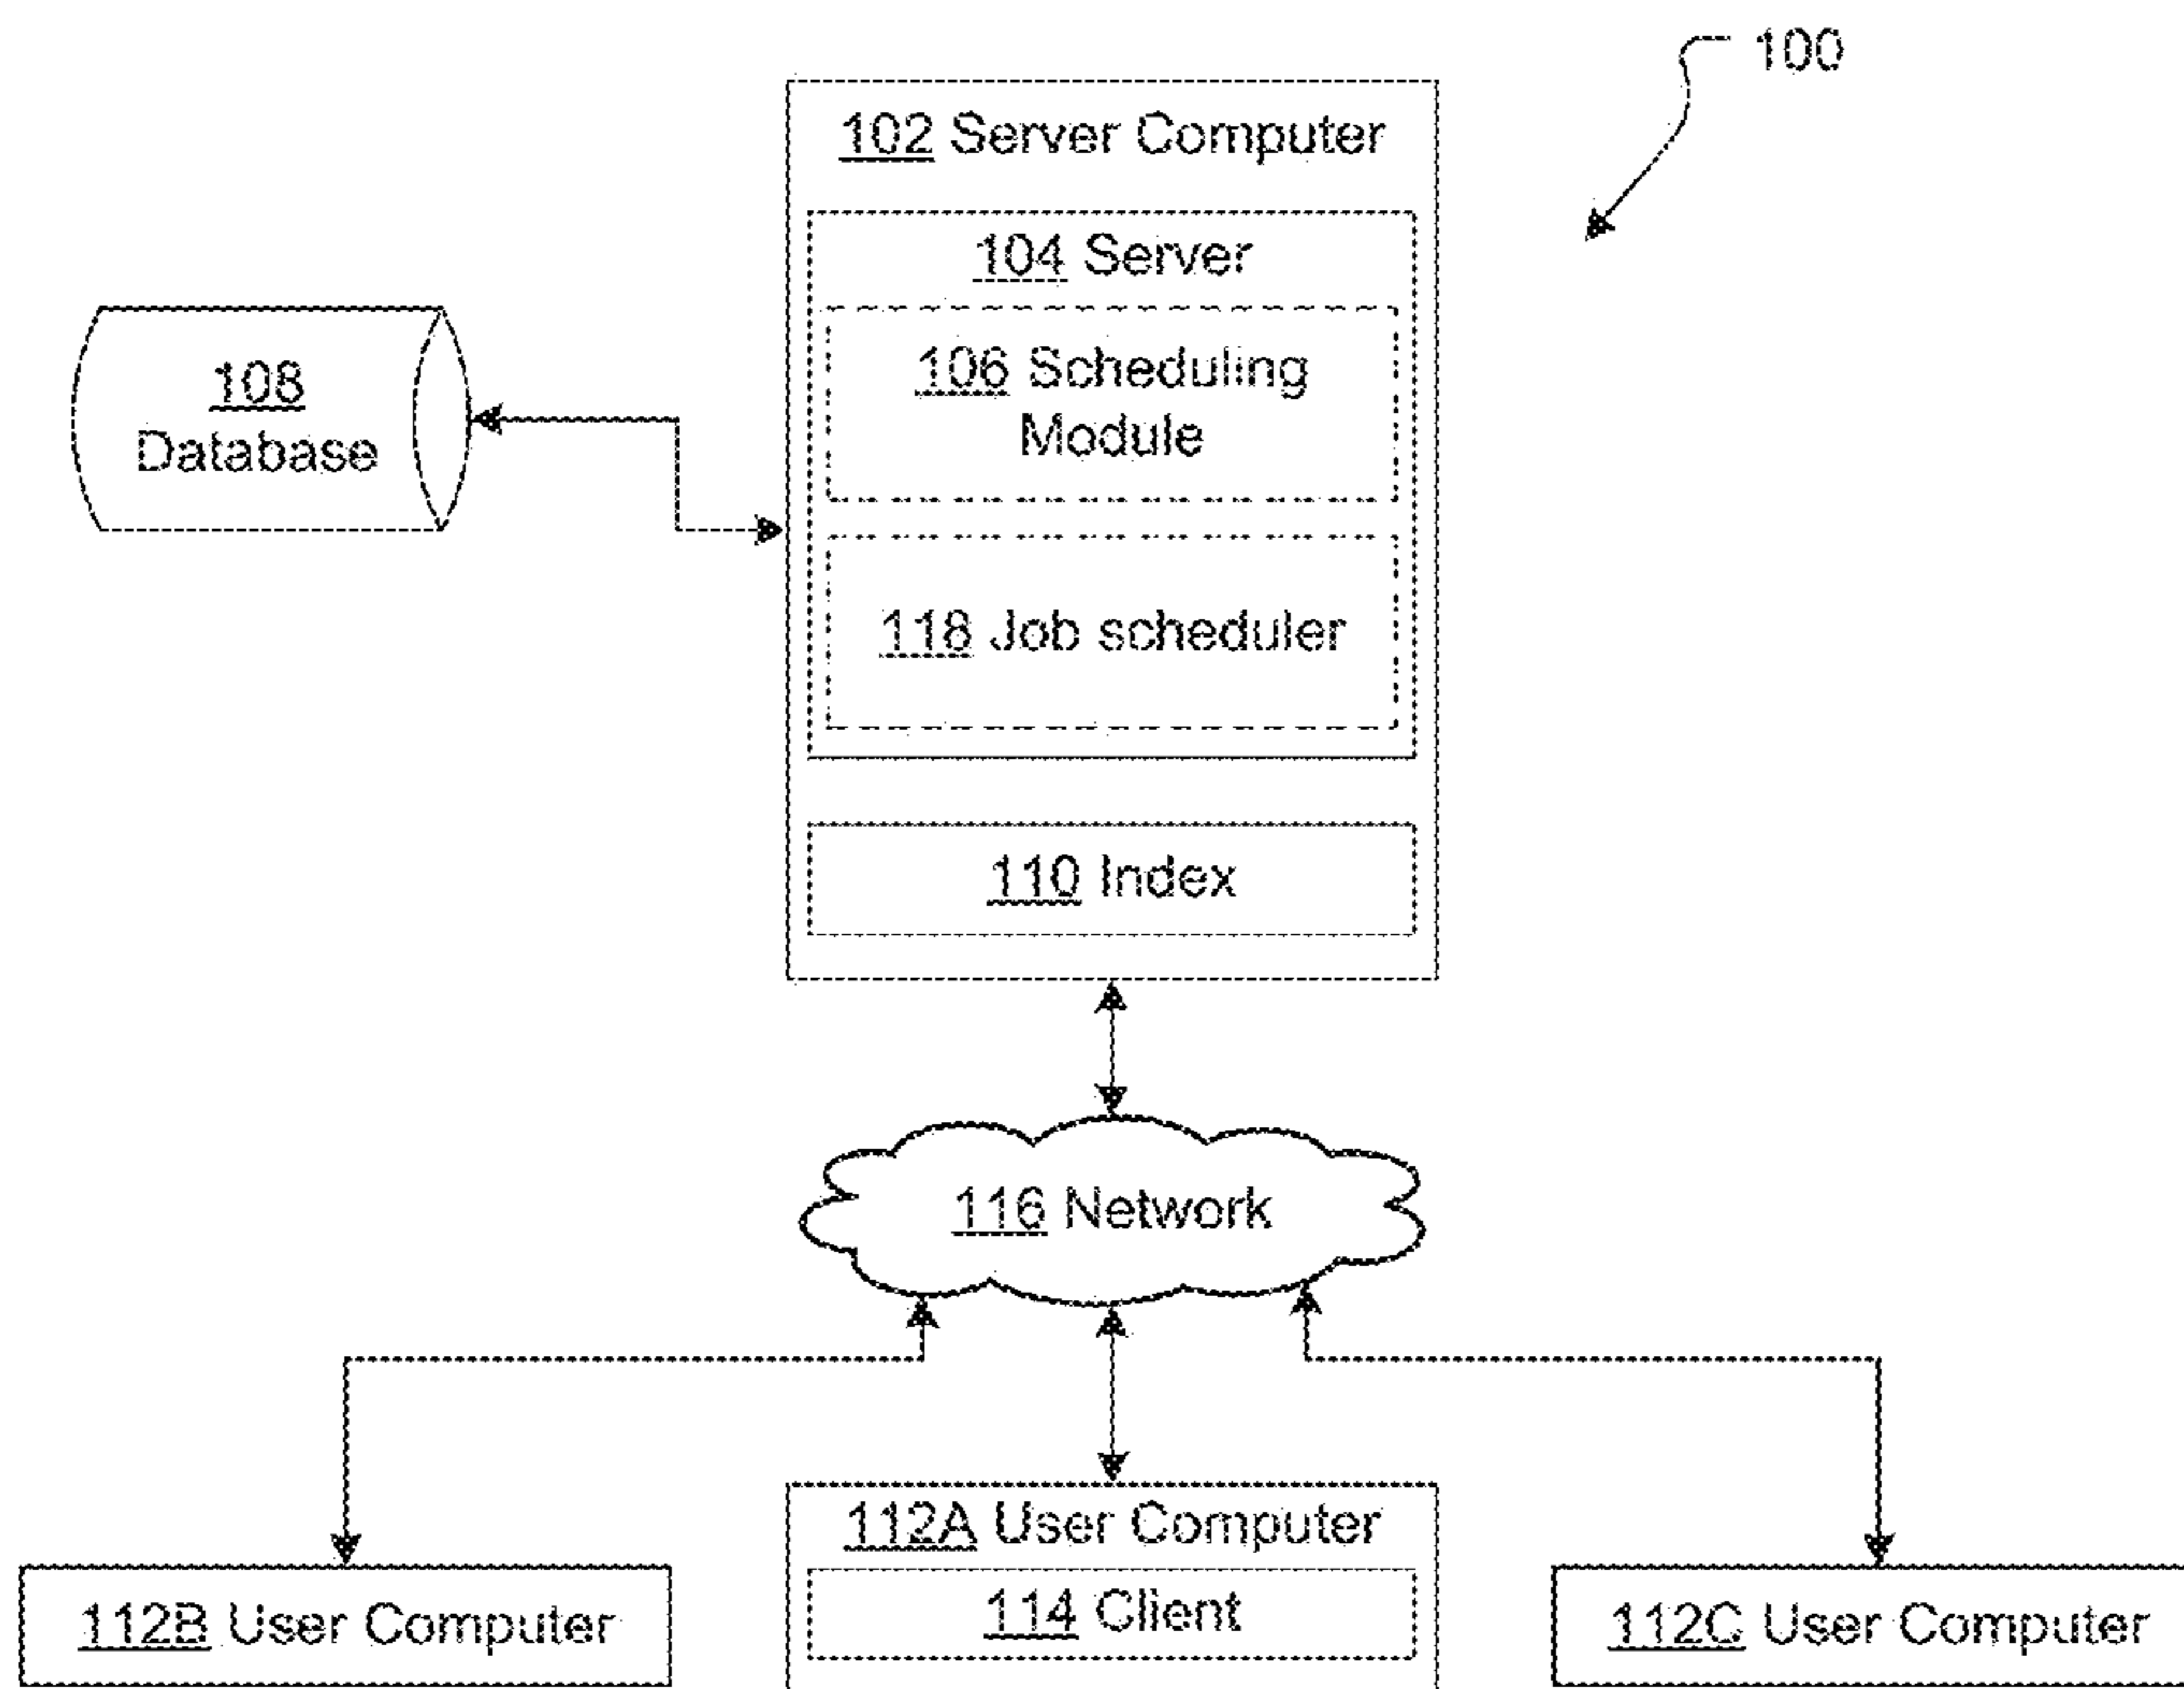 100
102 Server Computer
104 Server
106 Scheduling
Module
108
Database
118 Job scheduler
110 Index
116 Network
112A User Computer
114 Client
112B User Computer
112C User Computer